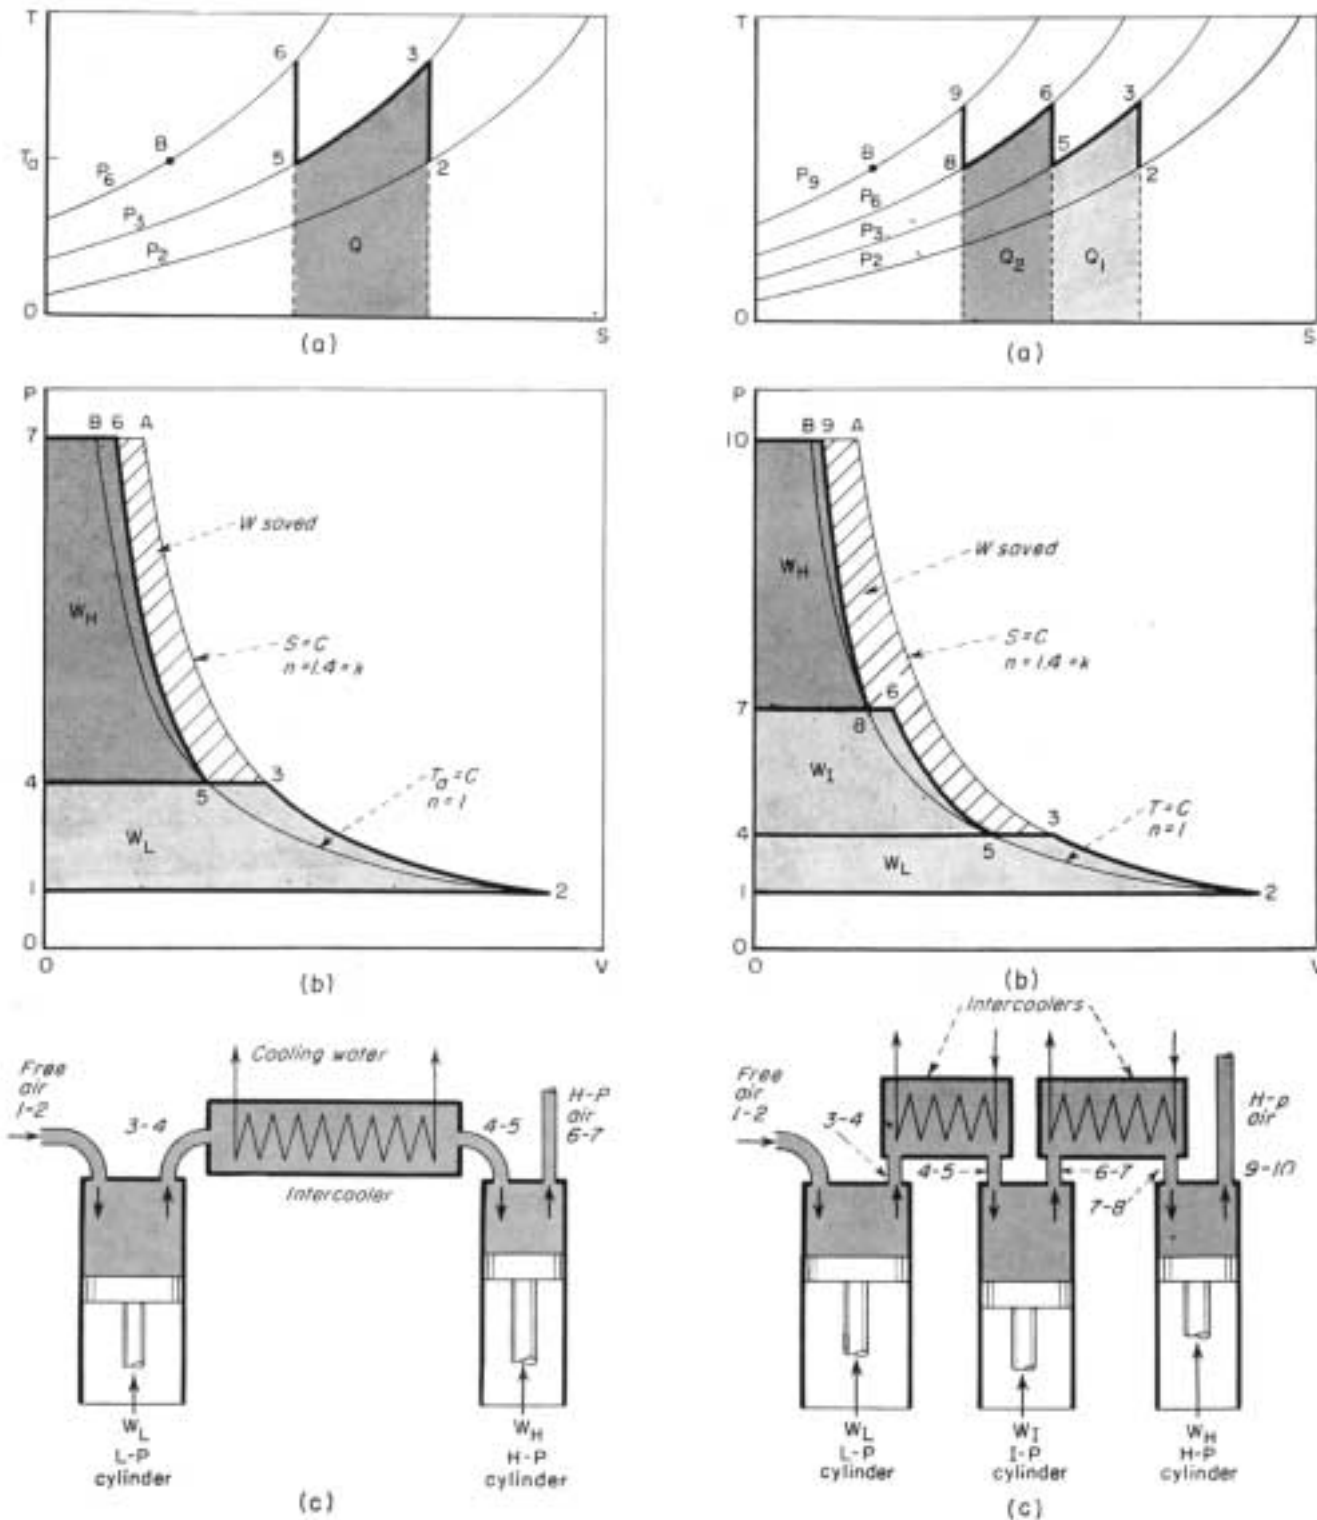 T
6
3
B
Ta
5
2
P6
P3
P2
Q
0
S
(a)
T
9
6
3
B
8
5
2
P9
P6
P3
P2
Q2
Q1
0
S
(a)
P
B 6 A
7
W saved
WH
S=C
n=1.4=k
4
3
5
Ta=C
n=1
WL
1
2
0
0
V
(b)
P
B 9 A
10
W saved
WH
S=C
n=1.4=k
6
7
8
WI
T=C
n=1
3
4
5
WL
1
2
0
0
V
(b)
Cooling water
Free
air
1-2
3-4
4-5
H-P
air
6-7
Intercooler
WL
L-P
cylinder
WH
H-P
cylinder
(c)
Intercoolers
Free
air
1-2
3-4
4-5
6-7
7-8
H-p
air
9-10
WL
L-P
cylinder
WI
I-P
cylinder
WH
H-P
cylinder
(c)